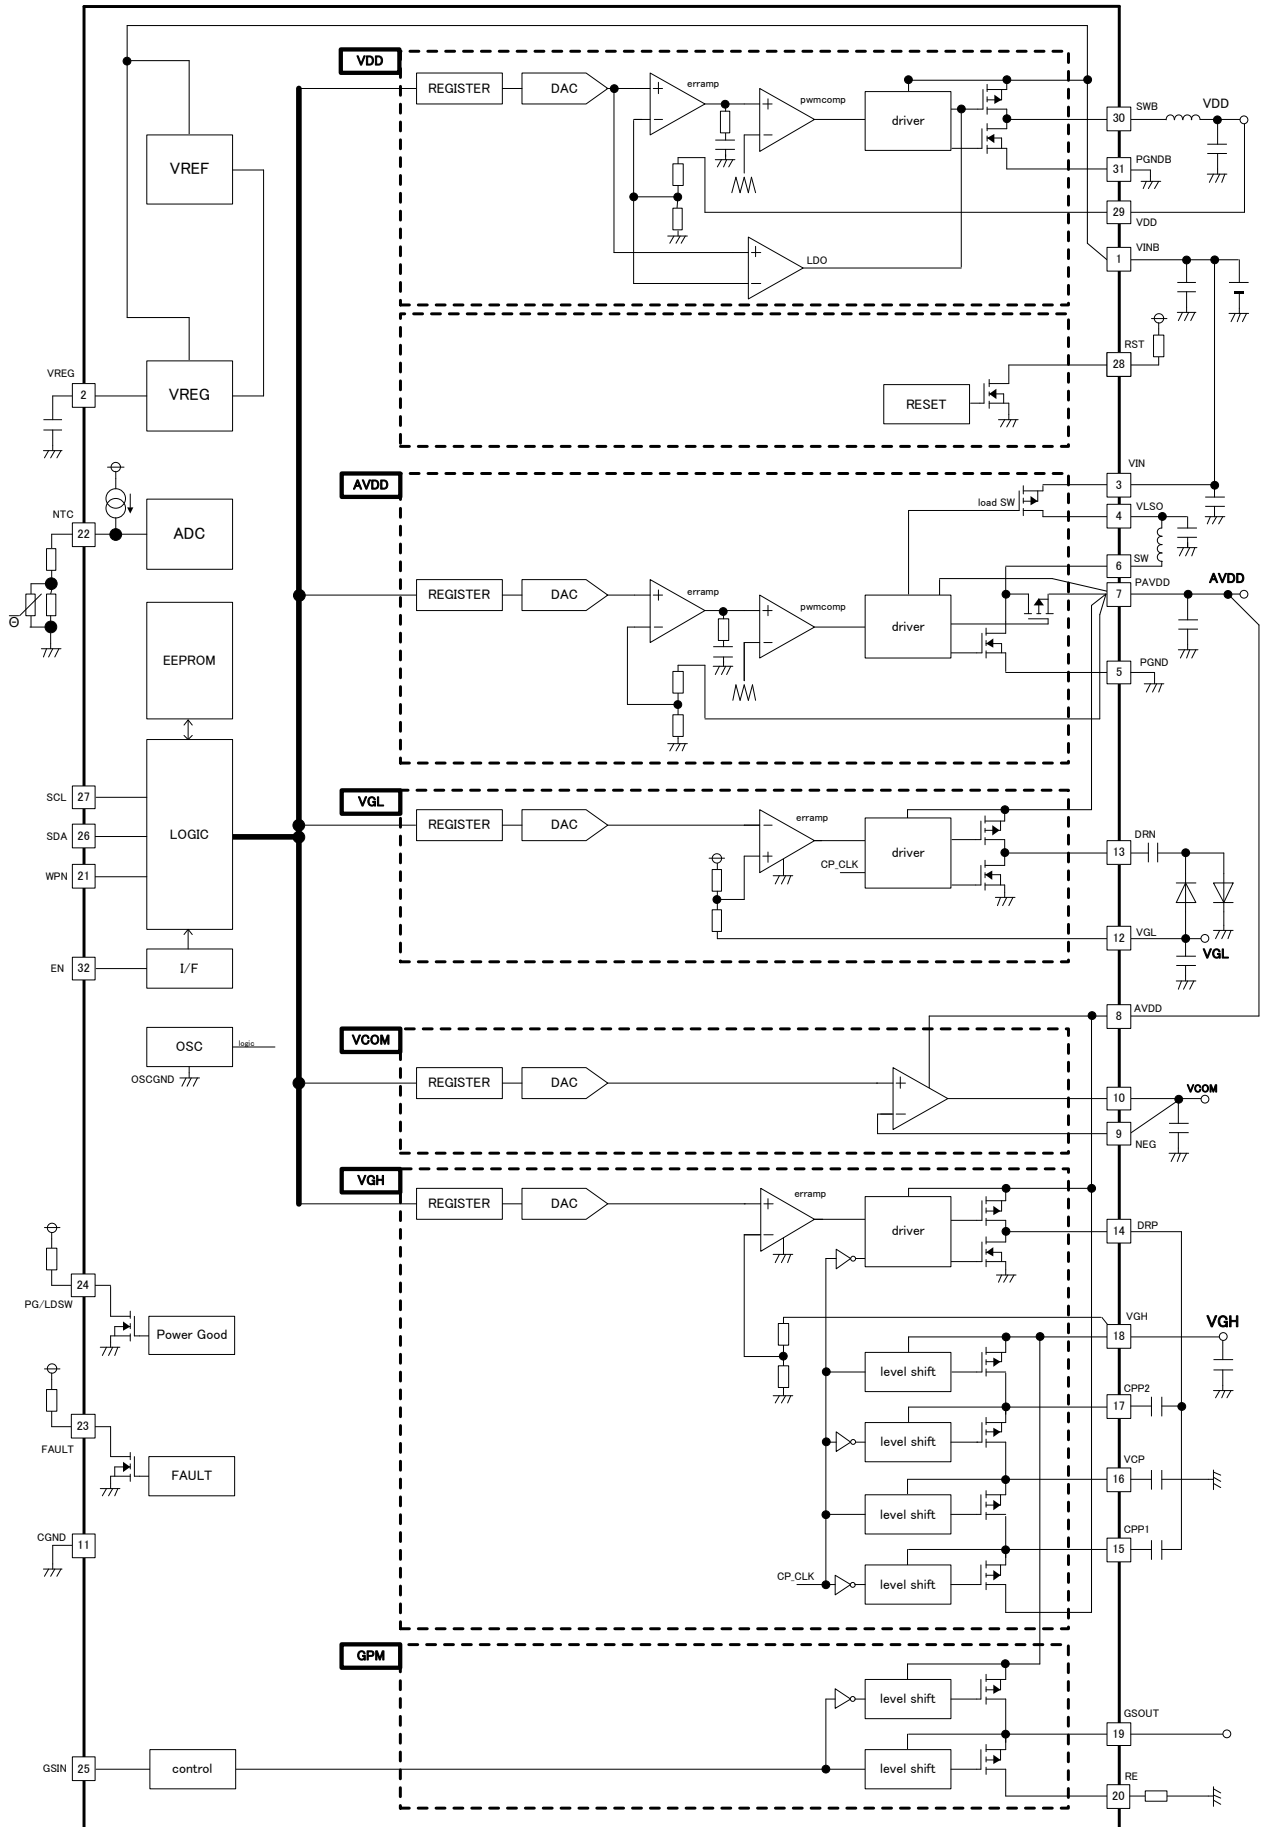 VDD
REGISTER
DAC
erramp
pwmcomp
driver
30
SWB
VDD
VREF
31
PGNDB
29
VDD
LDO
1
VINB
VREG
2
VREG
RESET
28
RST
AVDD
load SW
3
VIN
4
VLSO
NTC
22
ADC
6
SW
REGISTER
DAC
erramp
pwmcomp
driver
7
PAVDD
AVDD
Θ
EEPROM
5
PGND
VGL
SCL
27
SDA
26
WPN
21
LOGIC
REGISTER
DAC
erramp
CP_CLK
driver
13
DRN
12
VGL
VGL
EN
32
I/F
8
AVDD
OSC
logic
OSCGND
VCOM
REGISTER
DAC
10
VCOM
9
NEG
VGH
REGISTER
DAC
erramp
driver
14
DRP
24
PG/LDSW
Power Good
18
VGH
VGH
level shift
17
CPP2
level shift
23
FAULT
FAULT
16
VCP
level shift
CGND
11
15
CPP1
CP_CLK
level shift
GPM
level shift
19
GSOUT
GSIN
25
control
level shift
20
RE